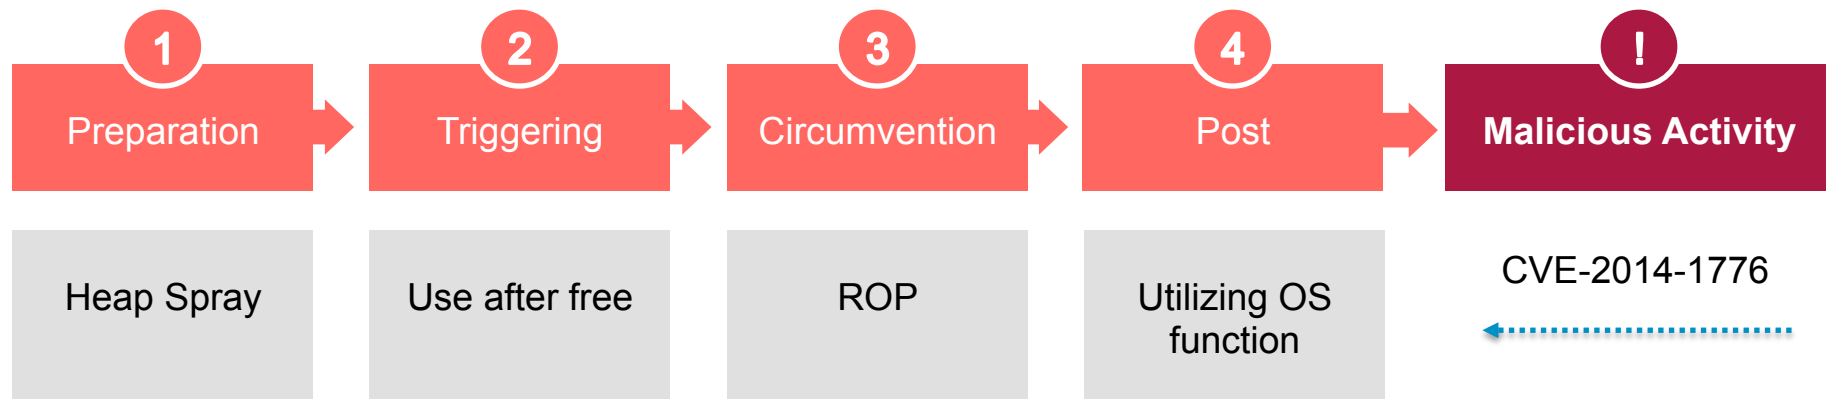 1
2
3
4
!
Preparation
Triggering
Circumvention
Post
Malicious Activity
Heap Spray
Use after free
ROP
Utilizing OS
function
CVE-2014-1776